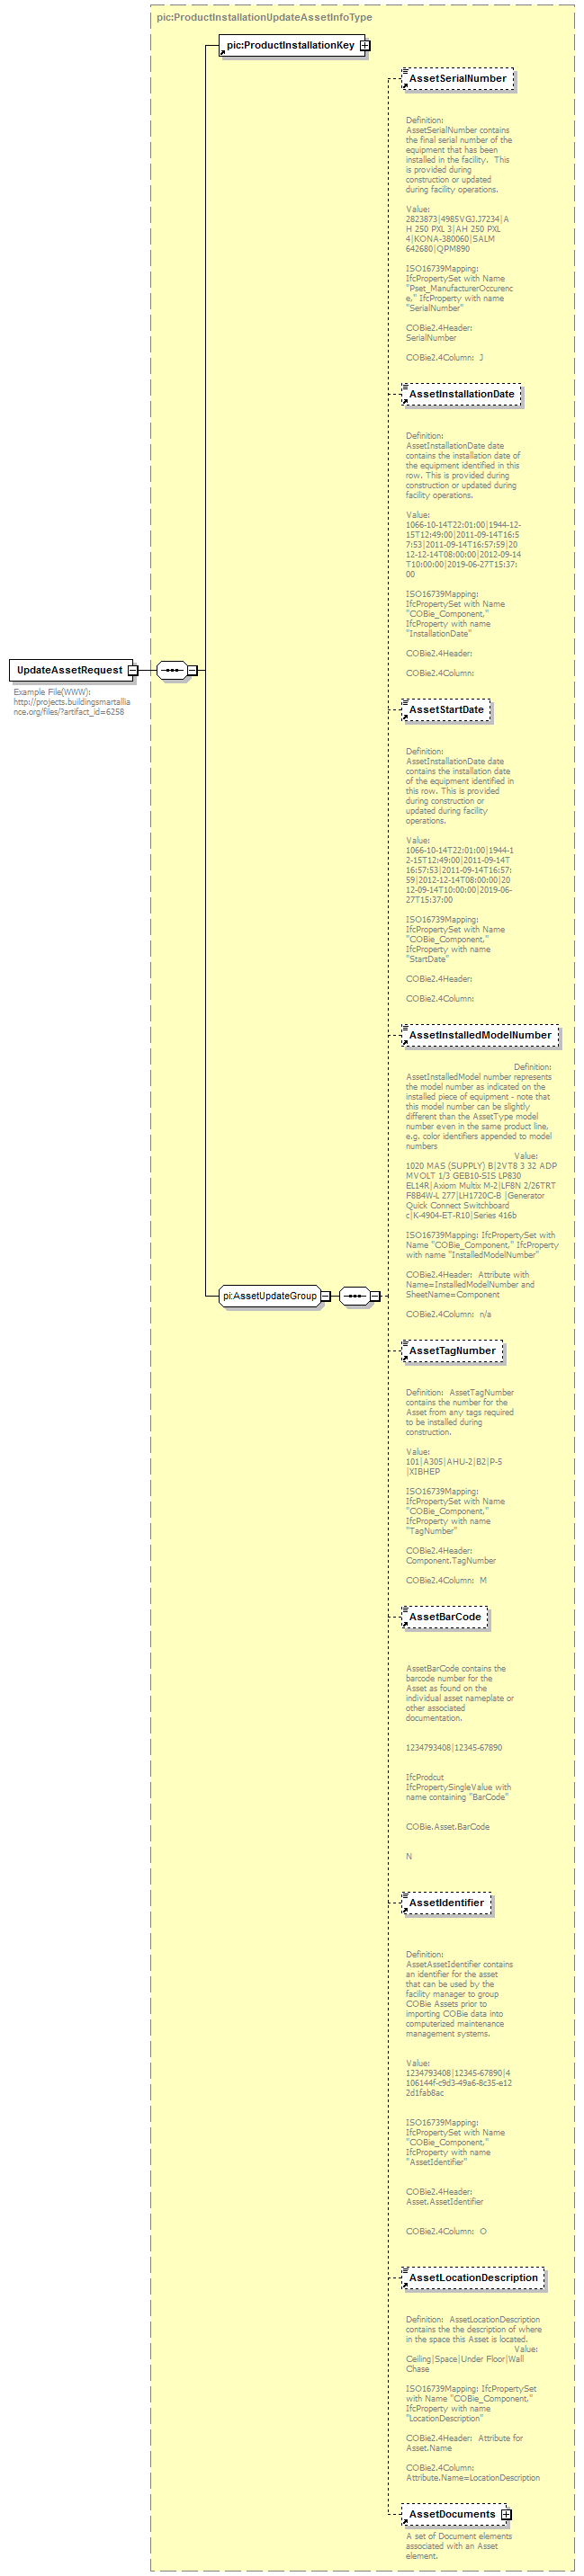 pic:ProductInstallationUpdateAssetInfoType
pic:ProductInstallationKey
AssetSerialNumber
Definition:
AssetSerialNumber contains
the final serial number of the
equipment that has been
installed in the facility.  This
is provided during
construction or updated
during facility operations.
Value:
2823873|4985VGJ.J7234|A
H 250 PXL 3|AH 250 PXL
4|KONA-380060|SALM
642680|QPM890
ISO16739Mapping:
IfcPropertySet with Name
"Pset_ManufacturerOccurenc
e," IfcProperty with name
"SerialNumber"
COBie2.4Header:
SerialNumber
COBie2.4Column:  J
AssetInstallationDate
Definition:
AssetInstallationDate date
contains the installation date of
the equipment identified in this
row. This is provided during
construction or updated during
facility operations.
Value:
1066-10-14T22:01:00|1944-12-
15T12:49:00|2011-09-14T16:5
7:53|2011-09-14T16:57:59|20
12-12-14T08:00:00|2012-09-14
T10:00:00|2019-06-27T15:37:
00
ISO16739Mapping:
IfcPropertySet with Name
"COBie_Component,"
IfcProperty with name
"InstallationDate"
COBie2.4Header:
COBie2.4Column:
UpdateAssetRequest
Example File(WWW):
http://projects.buildingsmartallia
nce.org/files/?artifact_id=6258
AssetStartDate
Definition:
AssetInstallationDate date
contains the installation date
of the equipment identified in
this row. This is provided
during construction or
updated during facility
operations.
Value:
1066-10-14T22:01:00|1944-1
2-15T12:49:00|2011-09-14T
16:57:53|2011-09-14T16:57:
59|2012-12-14T08:00:00|20
12-09-14T10:00:00|2019-06-
27T15:37:00
ISO16739Mapping:
IfcPropertySet with Name
"COBie_Component,"
IfcProperty with name
"StartDate"
COBie2.4Header:
COBie2.4Column:
AssetInstalledModelNumber
Definition:
AssetInstalledModel number represents
the model number as indicated on the
installed piece of equipment - note that
this model number can be slightly
different than the AssetType model
number even in the same product line,
e.g. color identifiers appended to model
numbers
Value:
1020 MAS (SUPPLY) B|2VT8 3 32 ADP
MVOLT 1/3 GEB10-SIS LP830
EL14R|Axiom Multix M-2|LF8N 2/26TRT
F8B4W-L 277|LH1720C-B |Generator
Quick Connect Switchboard
c|K-4904-ET-R10|Series 416b
ISO16739Mapping: IfcPropertySet with
Name "COBie_Component," IfcProperty
with name "InstalledModelNumber"
COBie2.4Header:  Attribute with
Name=InstalledModelNumber and
SheetName=Component
COBie2.4Column:  n/a
pi:AssetUpdateGroup
AssetTagNumber
Definition:  AssetTagNumber
contains the number for the
Asset from any tags required
to be installed during
construction.
Value:
101|A305|AHU-2|B2|P-5
|XIBHEP
ISO16739Mapping:
IfcPropertySet with Name
"COBie_Component,"
IfcProperty with name
"TagNumber"
COBie2.4Header:
Component.TagNumber
COBie2.4Column:  M
AssetBarCode
AssetBarCode contains the
barcode number for the
Asset as found on the
individual asset nameplate or
other associated
documentation.
1234793408|12345-67890
IfcProdcut
IfcPropertySingleValue with
name containing "BarCode"
COBie.Asset.BarCode
N
AssetIdentifier
Definition:
AssetAssetIdentifier contains
an identifier for the asset
that can be used by the
facility manager to group
COBie Assets prior to
importing COBie data into
computerized maintenance
management systems.
Value:
1234793408|12345-67890|4
106144f-c9d3-49a6-8c35-e12
2d1fab8ac
ISO16739Mapping:
IfcPropertySet with Name
"COBie_Component,"
IfcProperty with name
"AssetIdentifier"
COBie2.4Header:
Asset.AssetIdentifier
COBie2.4Column:  O
AssetLocationDescription
Definition:  AssetLocationDescription
contains the the description of where
in the space this Asset is located.
Value:
Ceiling|Space|Under Floor|Wall
Chase
ISO16739Mapping: IfcPropertySet
with Name "COBie_Component,"
IfcProperty with name
"LocationDescription"
COBie2.4Header:  Attribute for
Asset.Name
COBie2.4Column:
Attribute.Name=LocationDescription
AssetDocuments
A set of Document elements
associated with an Asset
element.